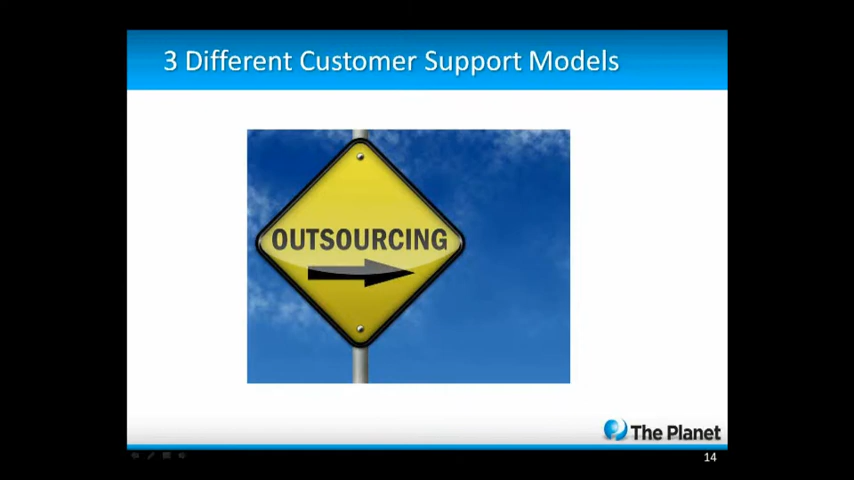 3 Different Customer Support Models
OUTSOURCING
The Planet
14